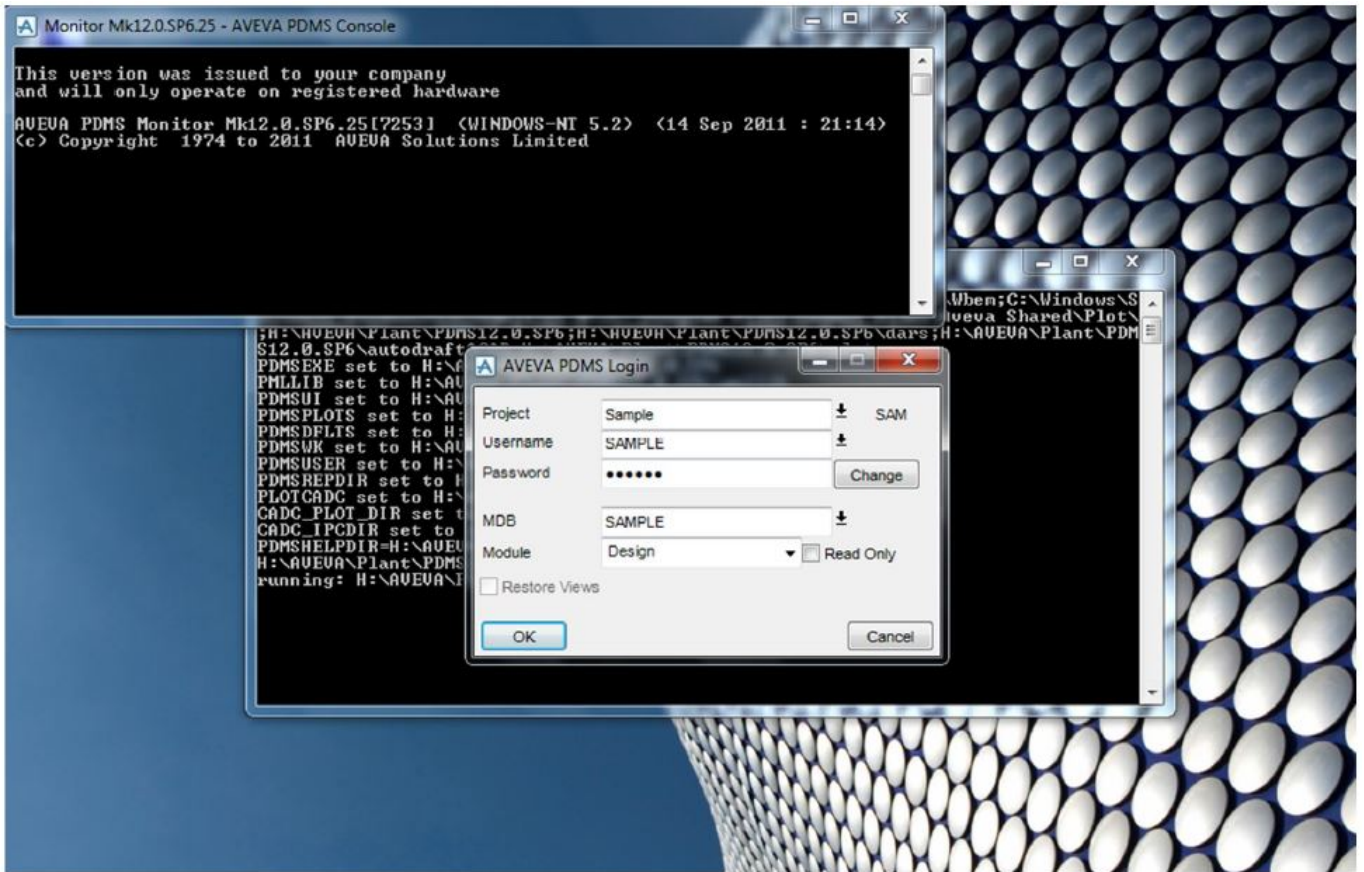 Monitor Mk12.0.SP6.25 - AVEVA PDMS Console
This version was issued to your company
and will only operate on registered hardware
AVEVA PDMS Monitor Mk12.0.SP6.25[7253] (WINDOWS-NT 5.2) (14 Sep 2011 : 21:14)
(c) Copyright 1974 to 2011 AVEVA Solutions Limited
\Wbem;C:\Windows\S
Aveva Shared\Plot\
;H:\AVEVA\Plant\PDMS12.0.SP6;H:\AVEVA\Plant\PDMS12.0.SP6\dars;H:\AVEVA\Plant\PDM
S12.0.SP6\autodraft
PDMSEXE set to H:\A
PMLLIB set to H:\AV
PDMSUI set to H:\AV
PDMSPLOTS set to H:
PDMSDFLTS set to H:
PDMSWK set to H:\AV
PDMSUSER set to H:\
PDMSREPDIR set to H
PLOTCADC set to H:\
CADC_PLOT_DIR set t
CADC_IPCDIR set to
PDMSHELPDIR=H:\AVEV
H:\AVEVA\Plant\PDMS
running: H:\AVEVA\P
AVEVA PDMS Login
Project Sample SAM
Username SAMPLE
Password •••••• Change
MDB SAMPLE
Module Design Read Only
Restore Views
OK Cancel